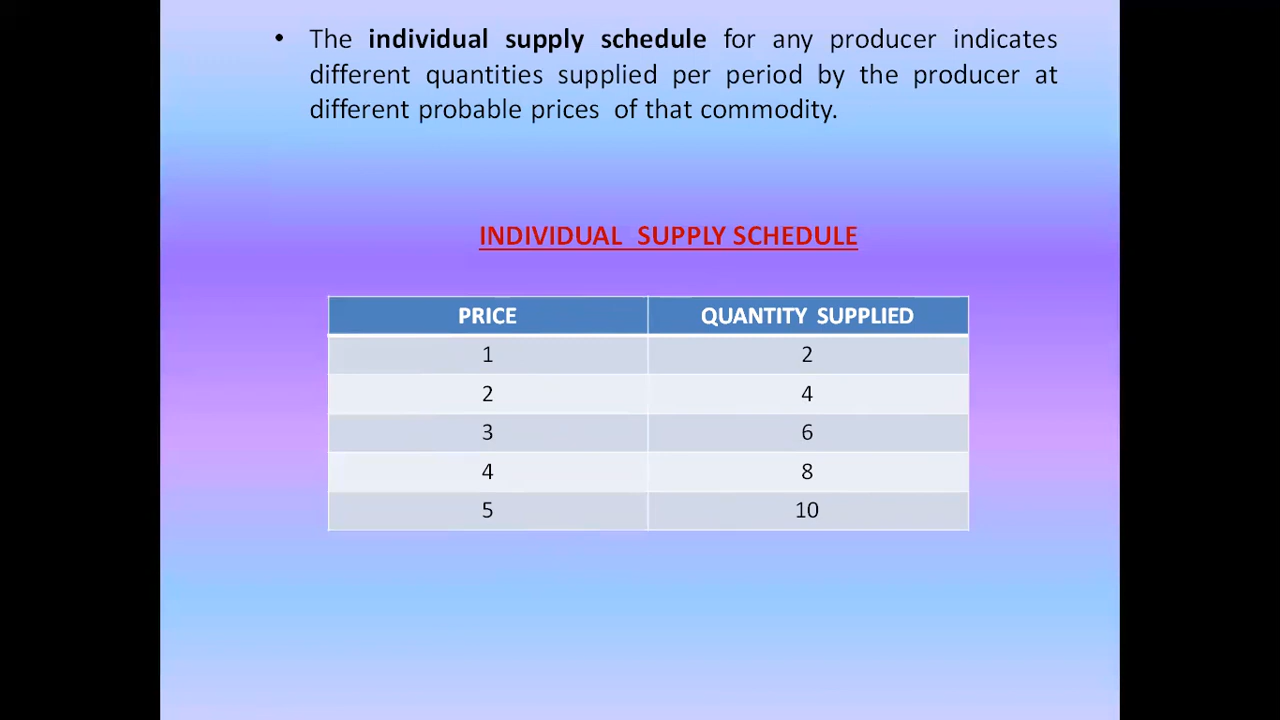 • The individual supply schedule for any producer indicates
different quantities supplied per period by the producer at
different probable prices of that commodity.
INDIVIDUAL SUPPLY SCHEDULE
PRICE QUANTITY SUPPLIED
1 2
2 4
3 6
4 8
5 10